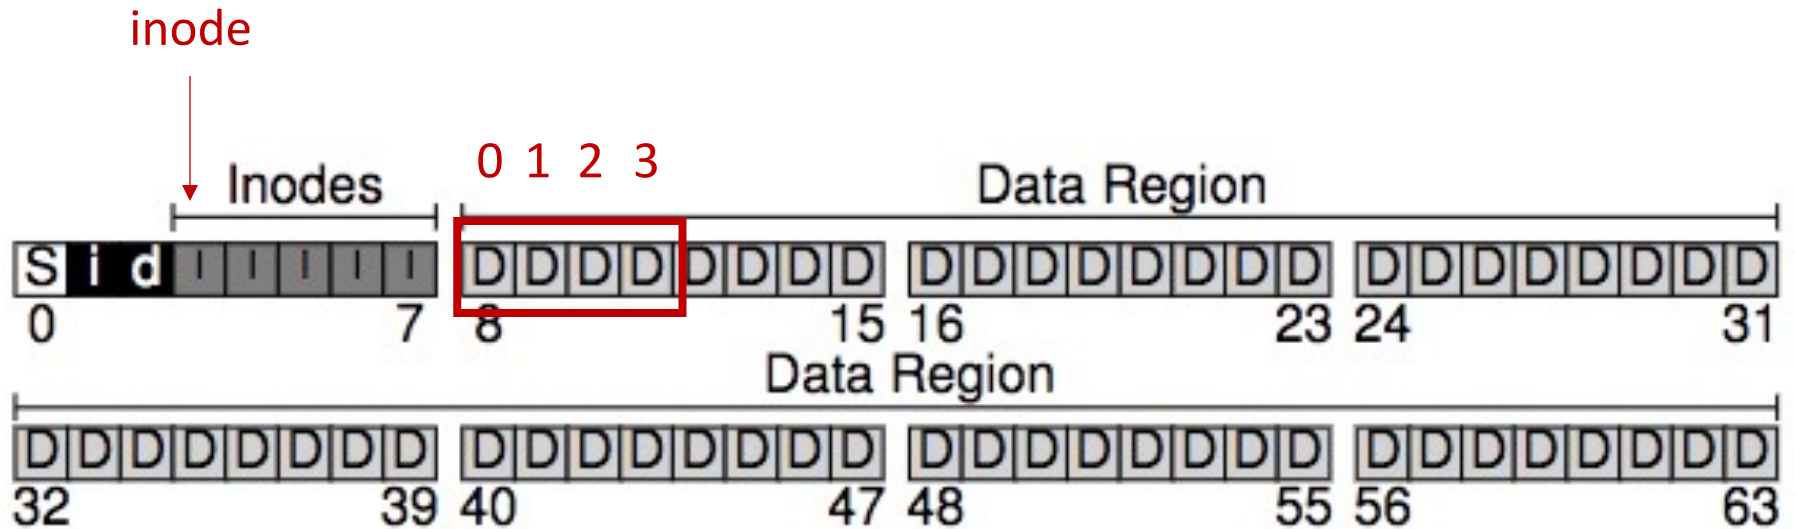 inode
0 1 2 3
Inodes Data Region
S i d I I I I I D D D D D D D D D D D D D D D D D D D D D D D D
0 7 8 15 16 23 24 31
Data Region
D D D D D D D D D D D D D D D D D D D D D D D D D D D D D D D D
32 39 40 47 48 55 56 63